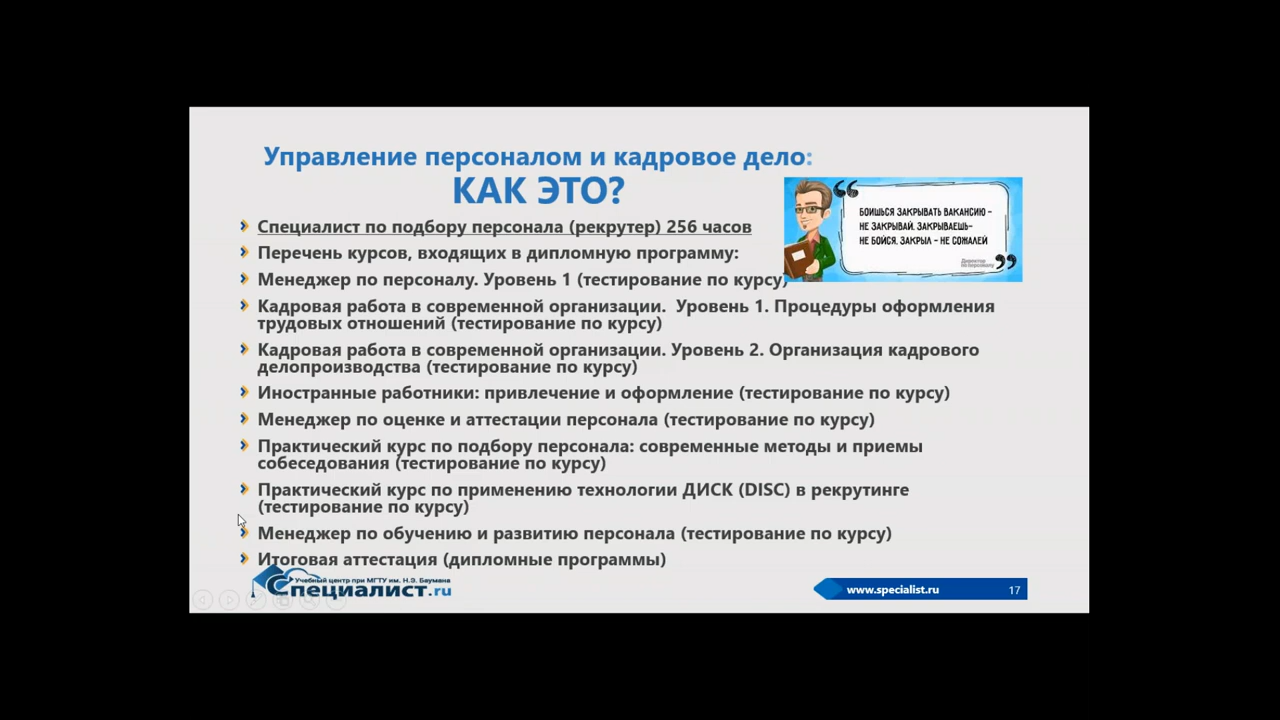 Управление персоналом и кадровое дело:
КАК ЭТО?
БОИШЬСЯ ЗАКРЫВАТЬ ВАКАНСИЮ –
НЕ ЗАКРЫВАЙ. ЗАКРЫВАЕШЬ–
НЕ БОЙСЯ. ЗАКРЫЛ – НЕ СОЖАЛЕЙ
Директор
по персоналу
Специалист по подбору персонала (рекрутер) 256 часов
Перечень курсов, входящих в дипломную программу:
Менеджер по персоналу. Уровень 1 (тестирование по курсу)
Кадровая работа в современной организации. Уровень 1. Процедуры оформления
трудовых отношений (тестирование по курсу)
Кадровая работа в современной организации. Уровень 2. Организация кадрового
делопроизводства (тестирование по курсу)
Иностранные работники: привлечение и оформление (тестирование по курсу)
Менеджер по оценке и аттестации персонала (тестирование по курсу)
Практический курс по подбору персонала: современные методы и приемы
собеседования (тестирование по курсу)
Практический курс по применению технологии ДИСК (DISC) в рекрутинге
(тестирование по курсу)
Менеджер по обучению и развитию персонала (тестирование по курсу)
Итоговая аттестация (дипломные программы)
Учебный центр при МГТУ им. Н.Э. Баумана
Специалист.ru
www.specialist.ru
17